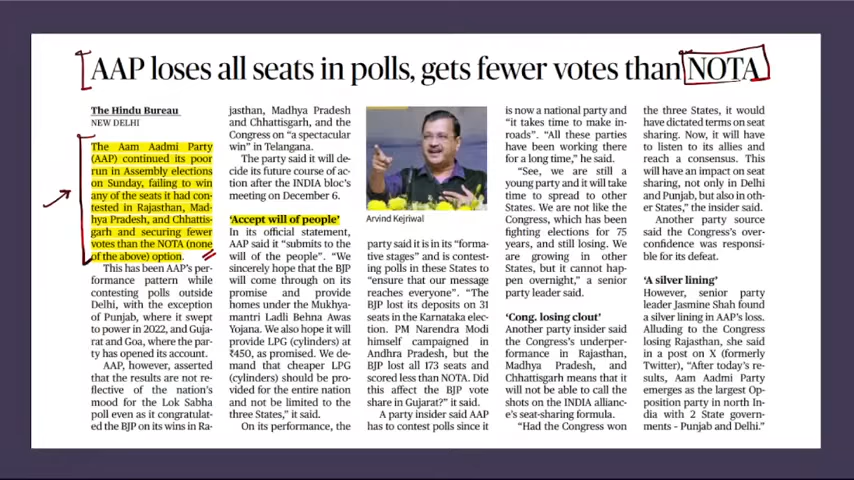 AAP loses all seats in polls, gets fewer votes than NOTA
The Hindu Bureau
NEW DELHI
The Aam Aadmi Party
(AAP) continued its poor
run in Assembly elections
on Sunday, failing to win
any of the seats it had con-
tested in Rajasthan, Mad-
hya Pradesh, and Chhattis-
garh and securing fewer
votes than the NOTA (none
of the above) option.
This has been AAP's per-
formance pattern while
contesting polls outside
Delhi, with the exception
of Punjab, where it swept
to power in 2022, and Guja-
rat and Goa, where the par-
ty has opened its account.
AAP, however, asserted
that the results are not re-
flective of the nation's
mood for the Lok Sabha
poll even as it congratulat-
ed the BJP on its wins in Ra-
jasthan, Madhya Pradesh
and Chhattisgarh, and the
Congress on "a spectacular
win" in Telangana.
The party said it will de-
cide its future course of ac-
tion after the INDIA bloc's
meeting on December 6.
'Accept will of people'
In its official statement,
AAP said it "submits to the
will of the people". "We
sincerely hope that the BJP
will come through on its
promise and provide
homes under the Mukhya-
mantri Ladli Behna Awas
Yojana. We also hope it will
provide LPG (cylinders) at
₹450, as promised. We de-
mand that cheaper LPG
(cylinders) should be pro-
vided for the entire nation
and not be limited to the
three States," it said.
On its performance, the
Arvind Kejriwal
party said it is in its "forma-
tive stages" and is contest-
ing polls in these States to
"ensure that our message
reaches everyone". "The
BJP lost its deposits on 31
seats in the Karnataka elec-
tion. PM Narendra Modi
himself campaigned in
Andhra Pradesh, but the
BJP lost all 173 seats and
scored less than NOTA. Did
this affect the BJP vote
share in Gujarat?" it said.
A party insider said AAP
has to contest polls since it
is now a national party and
"it takes time to make in-
roads". "All these parties
have been working there
for a long time," he said.
"See, we are still a
young party and it will take
time to spread to other
States. We are not like the
Congress, which has been
fighting elections for 75
years, and still losing. We
are growing in other
States, but it cannot hap-
pen overnight," a senior
party leader said.
'Cong. losing clout'
Another party insider said
the Congress's underper-
formance in Rajasthan,
Madhya Pradesh, and
Chhattisgarh means that it
will not be able to call the
shots on the INDIA allianc-
e's seat-sharing formula.
"Had the Congress won
the three States, it would
have dictated terms on seat
sharing. Now, it will have
to listen to its allies and
reach a consensus. This
will have an impact on seat
sharing, not only in Delhi
and Punjab, but also in oth-
er States," the insider said.
Another party source
said the Congress's over-
confidence was responsi-
ble for its defeat.
'A silver lining'
However, senior party
leader Jasmine Shah found
a silver lining in AAP's loss.
Alluding to the Congress
losing Rajasthan, she said
in a post on X (formerly
Twitter), "After today's re-
sults, Aam Aadmi Party
emerges as the largest Op-
position party in north In-
dia with 2 State govern-
ments – Punjab and Delhi."